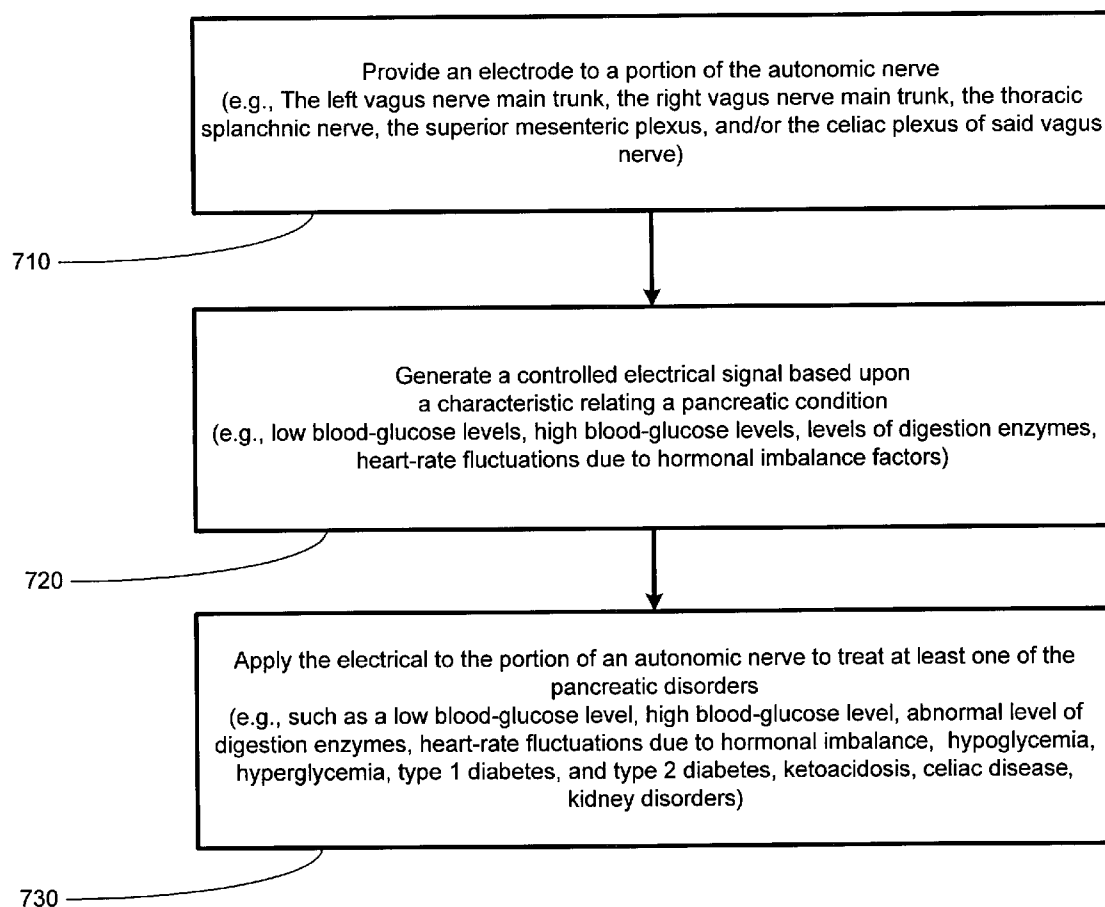 Provide an electrode to a portion of the autonomic nerve
(e.g., The left vagus nerve main trunk, the right vagus nerve main trunk, the thoracic
splanchnic nerve, the superior mesenteric plexus, and/or the celiac plexus of said vagus
nerve)
710
Generate a controlled electrical signal based upon
a characteristic relating a pancreatic condition
(e.g., low blood-glucose levels, high blood-glucose levels, levels of digestion enzymes,
heart-rate fluctuations due to hormonal imbalance factors)
720
Apply the electrical to the portion of an autonomic nerve to treat at least one of the
pancreatic disorders
(e.g., such as a low blood-glucose level, high blood-glucose level, abnormal level of
digestion enzymes, heart-rate fluctuations due to hormonal imbalance, hypoglycemia,
hyperglycemia, type 1 diabetes, and type 2 diabetes, ketoacidosis, celiac disease,
kidney disorders)
730